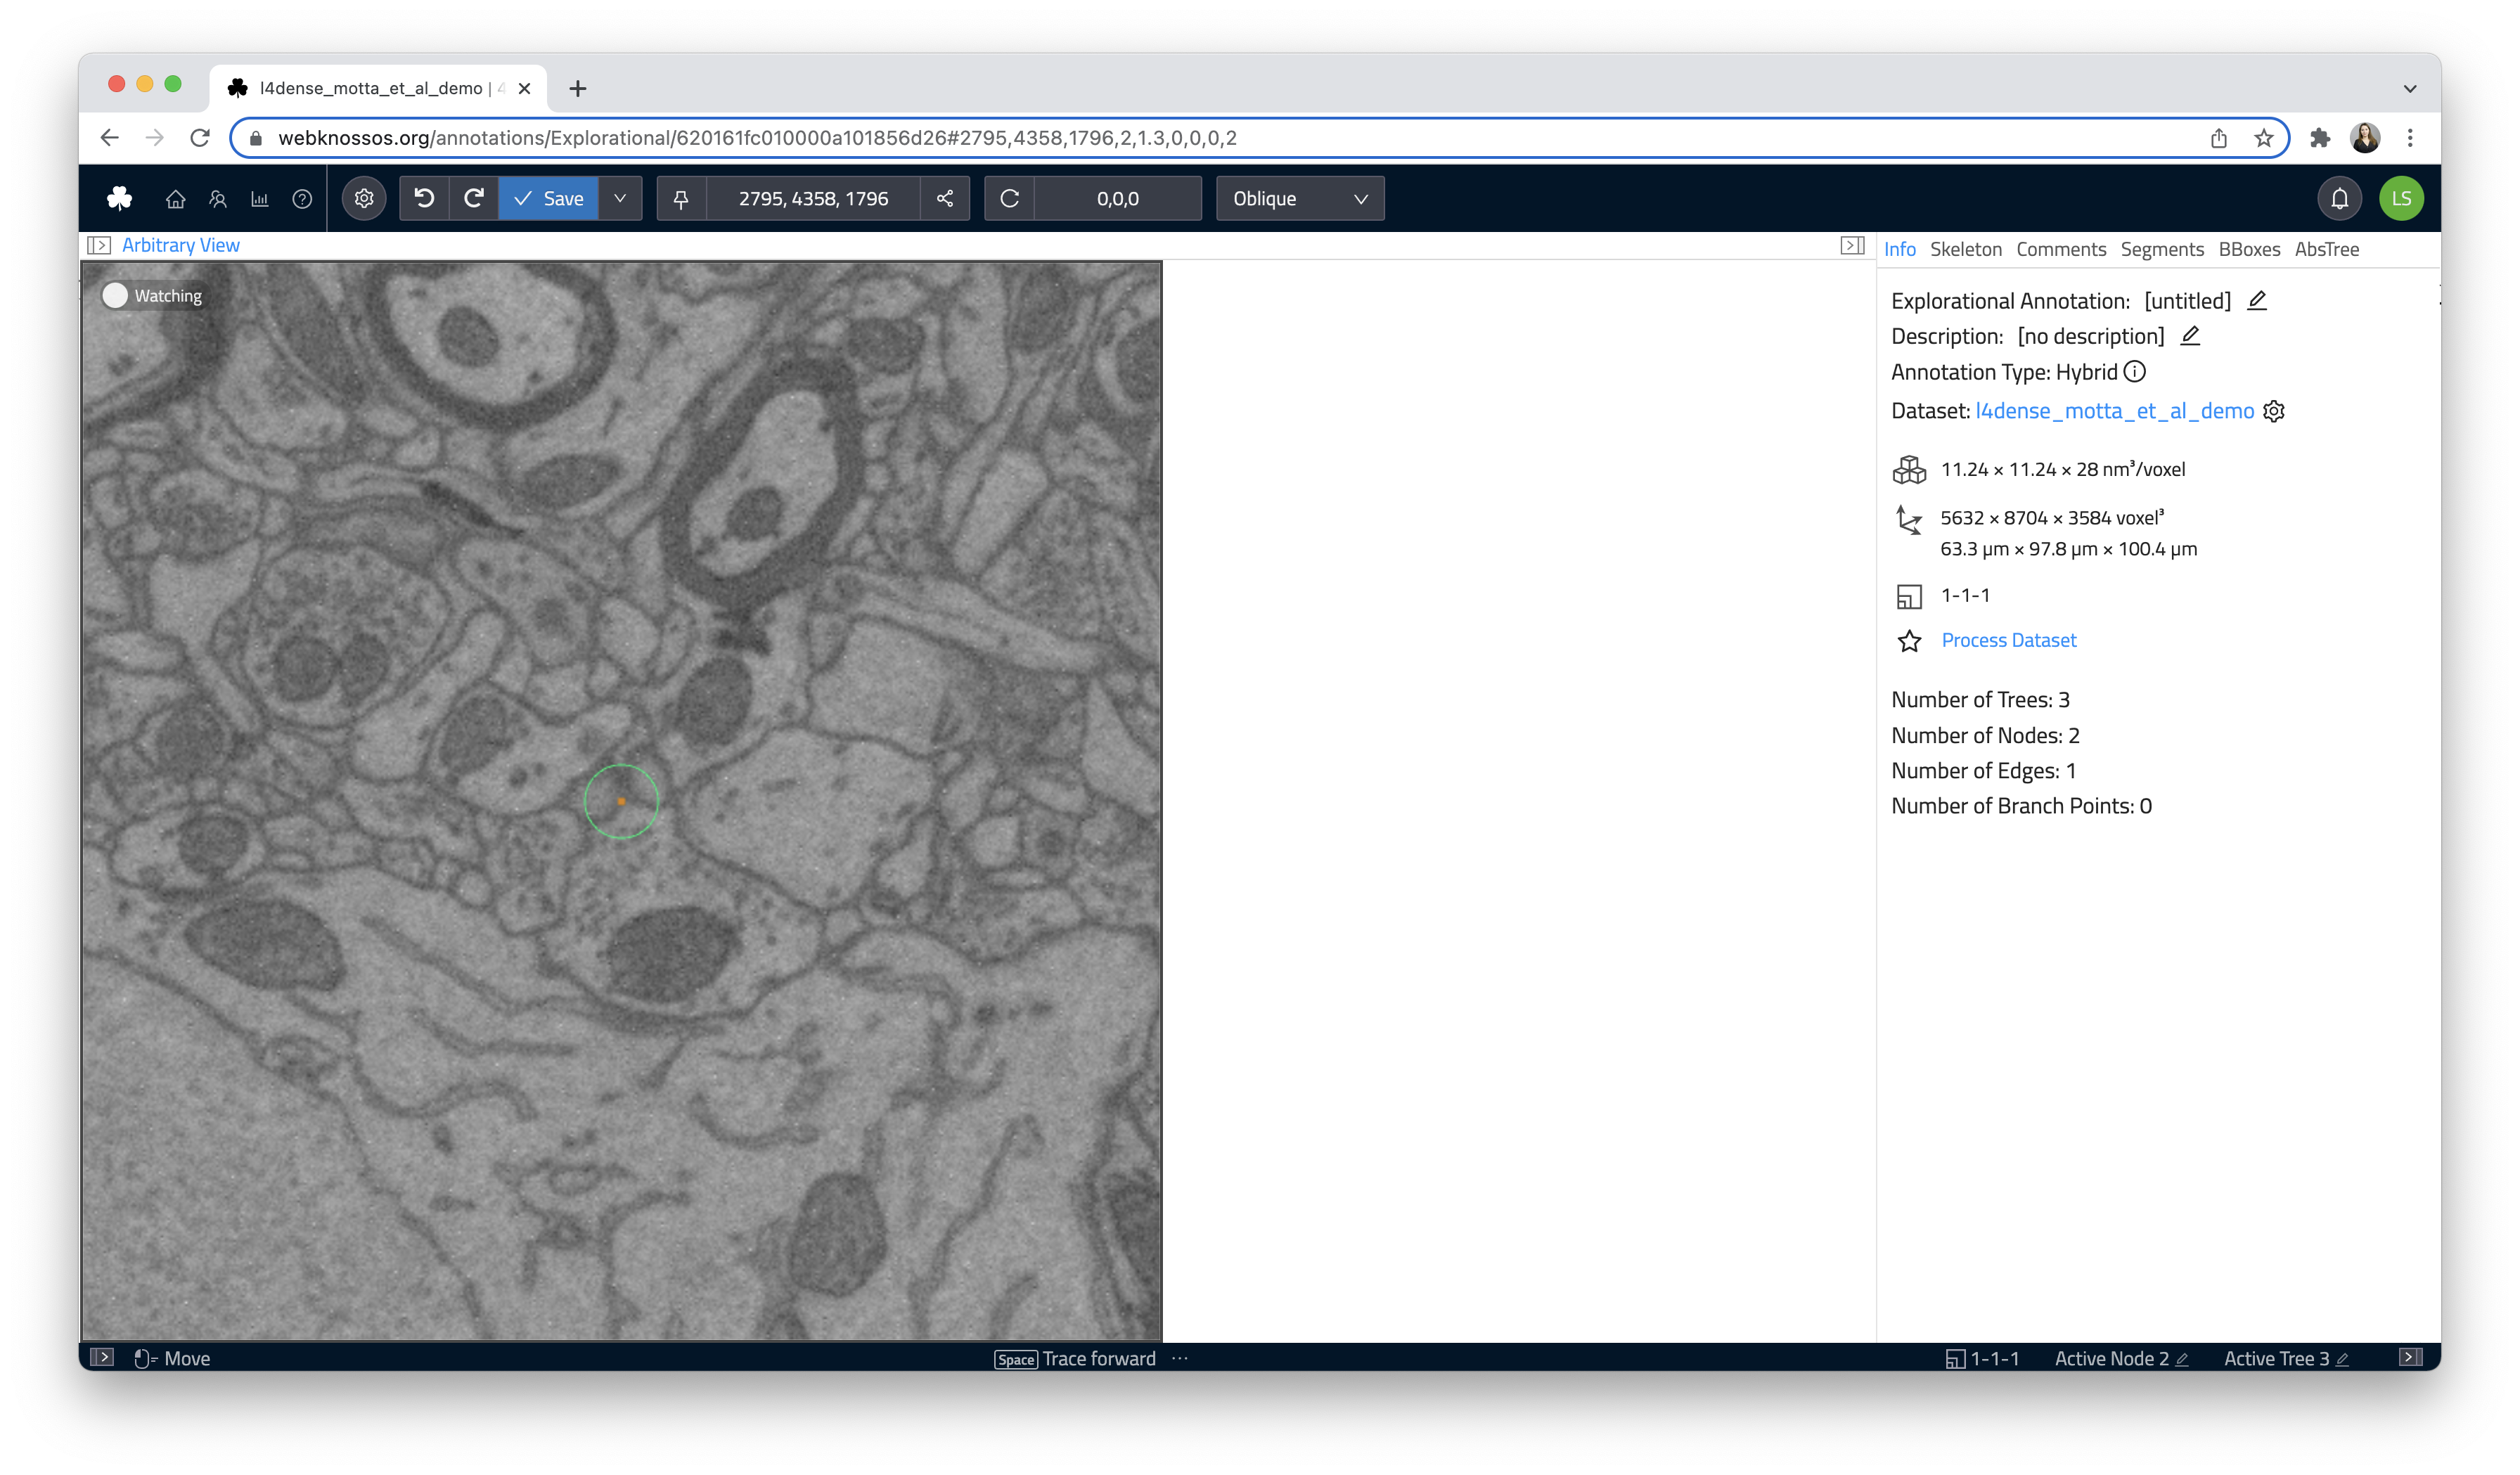 l4dense_motta_et_al_demo | 4
webknossos.org/annotations/Explorational/620161fc010000a101856d26#2795,4358,1796,2,1.3,0,0,0,2
Save
2795, 4358, 1796
0,0,0
Oblique
LS
Arbitrary View
Info Skeleton Comments Segments BBoxes AbsTree
Watching
Explorational Annotation: [untitled]
Description: [no description]
Annotation Type: Hybrid
Dataset: l4dense_motta_et_al_demo
11.24 × 11.24 × 28 nm³/voxel
5632 × 8704 × 3584 voxel³
63.3 µm × 97.8 µm × 100.4 µm
1-1-1
Process Dataset
Number of Trees: 3
Number of Nodes: 2
Number of Edges: 1
Number of Branch Points: 0
Move
Space Trace forward ···
1-1-1
Active Node 2
Active Tree 3